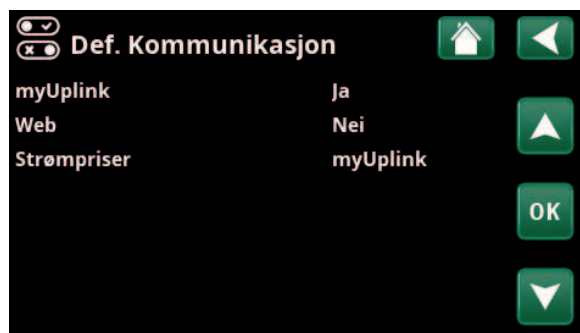 Def. Kommunikasjon
myUplink Ja
Web Nei
Strømpriser myUplink
OK